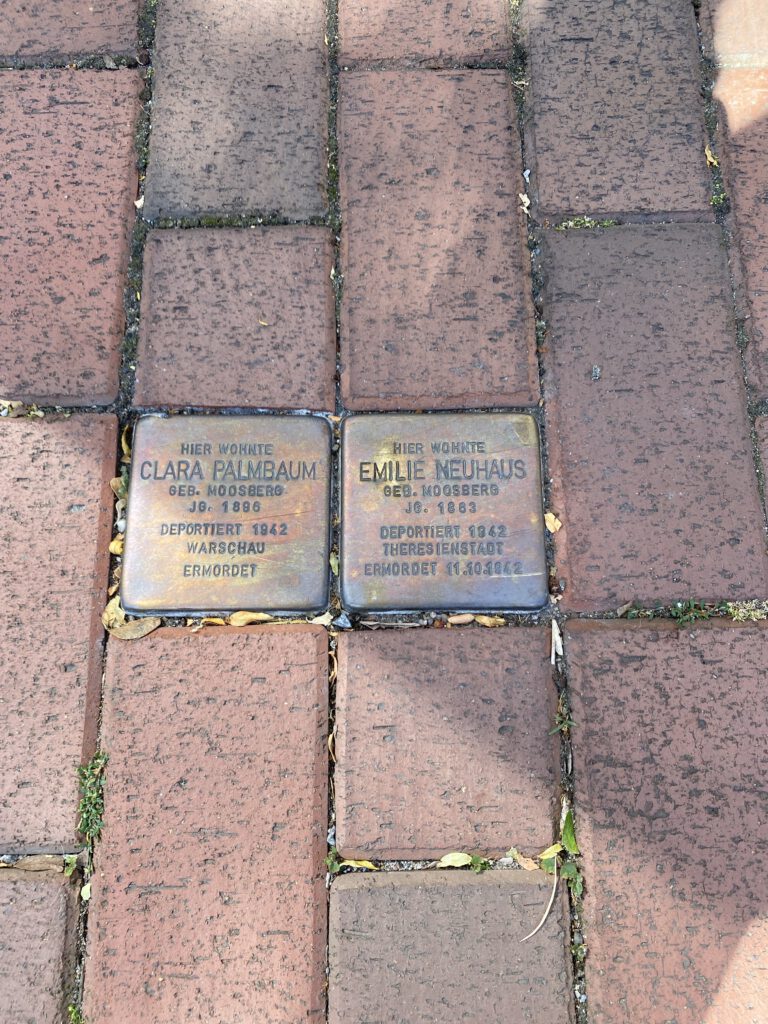 HIER WOHNTE
CLARA PALMBAUM
GEB. MOOSBERG
JG. 1896
DEPORTIERT 1942
WARSCHAU
ERMORDET
HIER WOHNTE
EMILIE NEUHAUS
GEB. MOOSBERG
JG. 1863
DEPORTIERT 1942
THERESIENSTADT
ERMORDET 11.10.1942